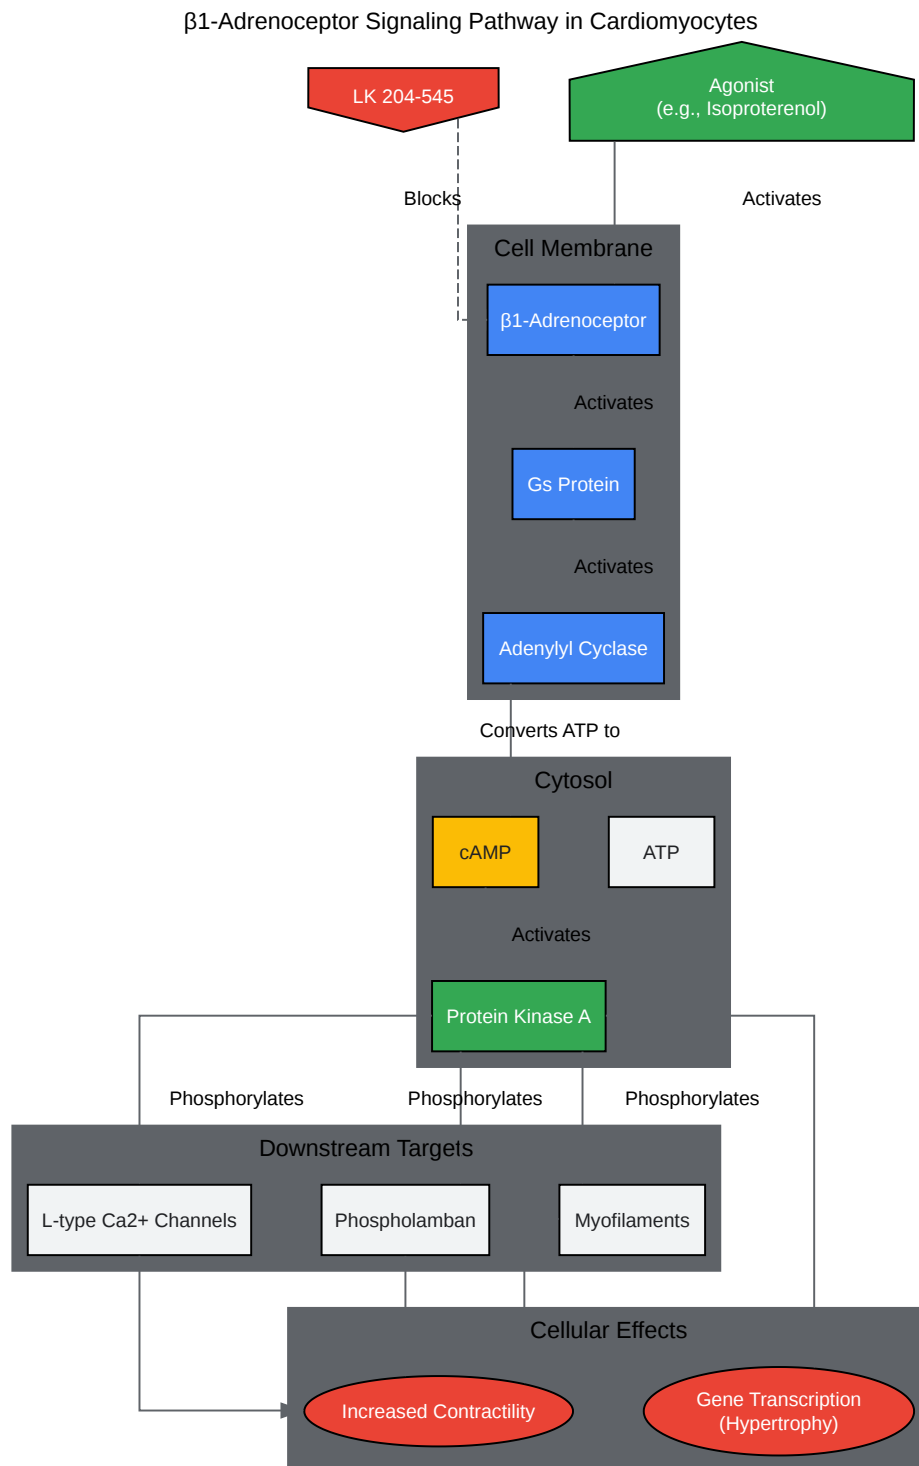 β1-Adrenoceptor Signaling Pathway in Cardiomyocytes
LK 204-545
Agonist
(e.g., Isoproterenol)
Blocks
Activates
Cell Membrane
β1-Adrenoceptor
Activates
Gs Protein
Activates
Adenylyl Cyclase
Converts ATP to
Cytosol
cAMP
ATP
Activates
Protein Kinase A
Phosphorylates
Phosphorylates
Phosphorylates
Downstream Targets
L-type Ca2+ Channels
Phospholamban
Myofilaments
Cellular Effects
Increased Contractility
Gene Transcription
(Hypertrophy)